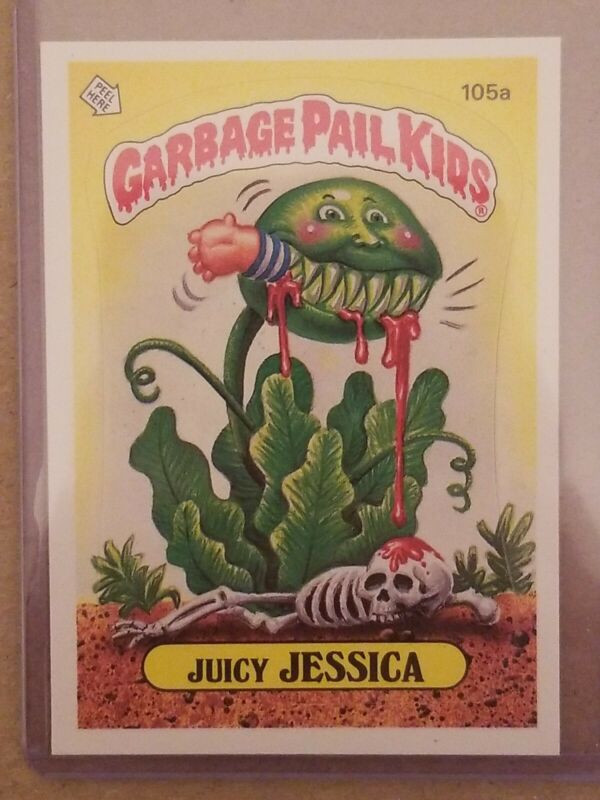 PEEL
HERE
105a
GARBAGE PAIL KIDS
®
JUICY JESSICA